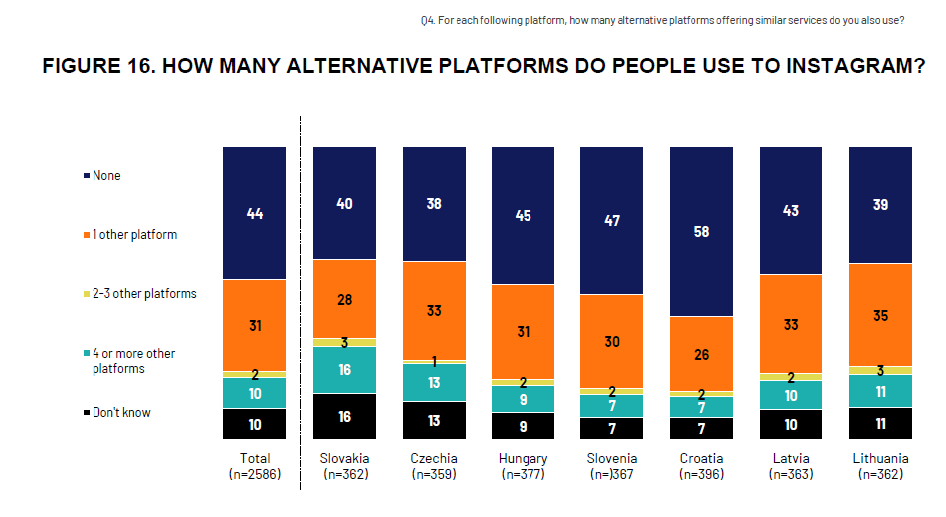 Q4. For each following platform, how many alternative platforms offering similar services do you also use?
FIGURE 16. HOW MANY ALTERNATIVE PLATFORMS DO PEOPLE USE TO INSTAGRAM?
None
1 other platform
2-3 other platforms
4 or more other
platforms
Don't know
44 40 38 45 47 58 43 39
31 28 33 31 30 26 33 35
2 3 1 2 2 2 2 3
10 16 13 9 7 7 10 11
10 16 13 9 7 7 10 11
Total Slovakia Czechia Hungary Slovenia Croatia Latvia Lithuania
(n=2586) (n=362) (n=359) (n=377) (n=)367 (n=396) (n=363) (n=362)